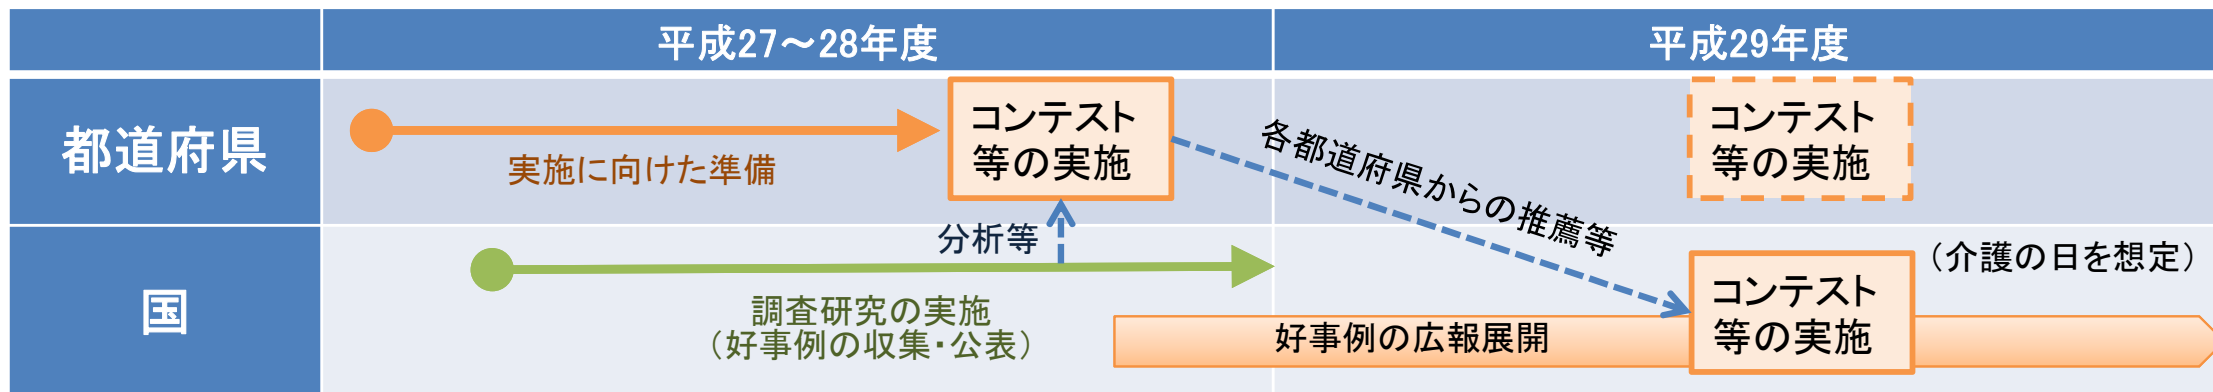 平成27～28年度
平成29年度
都道府県
実施に向けた準備
コンテスト
等の実施
各都道府県からの推薦等
コンテスト
等の実施
国
分析等
調査研究の実施
（好事例の収集・公表）
好事例の広報展開
コンテスト
等の実施
（介護の日を想定）